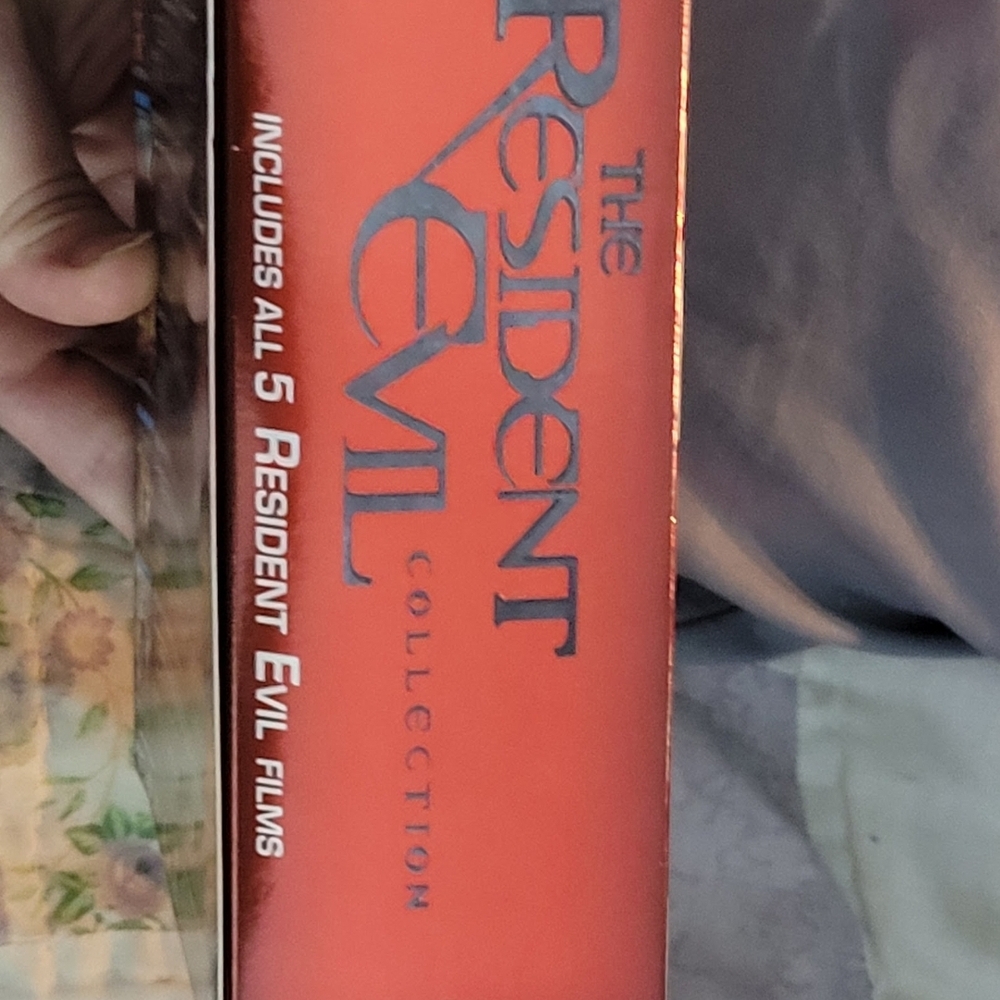 THE
RESIDENT
EVIL
COLLECTION
INCLUDES ALL 5 RESIDENT EVIL FILMS